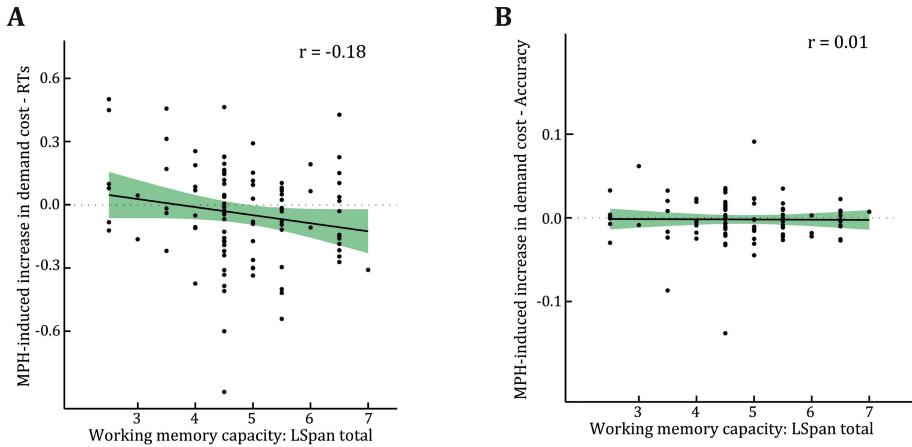 A
r = -0.18
MPH-induced increase in demand cost - RTs
0.6
0.3
0.0
-0.3
-0.6
3 4 5 6 7
Working memory capacity: LSpan total
B
r = 0.01
MPH-induced increase in demand cost - Accuracy
0.1
0.0
-0.1
3 4 5 6 7
Working memory capacity: LSpan total